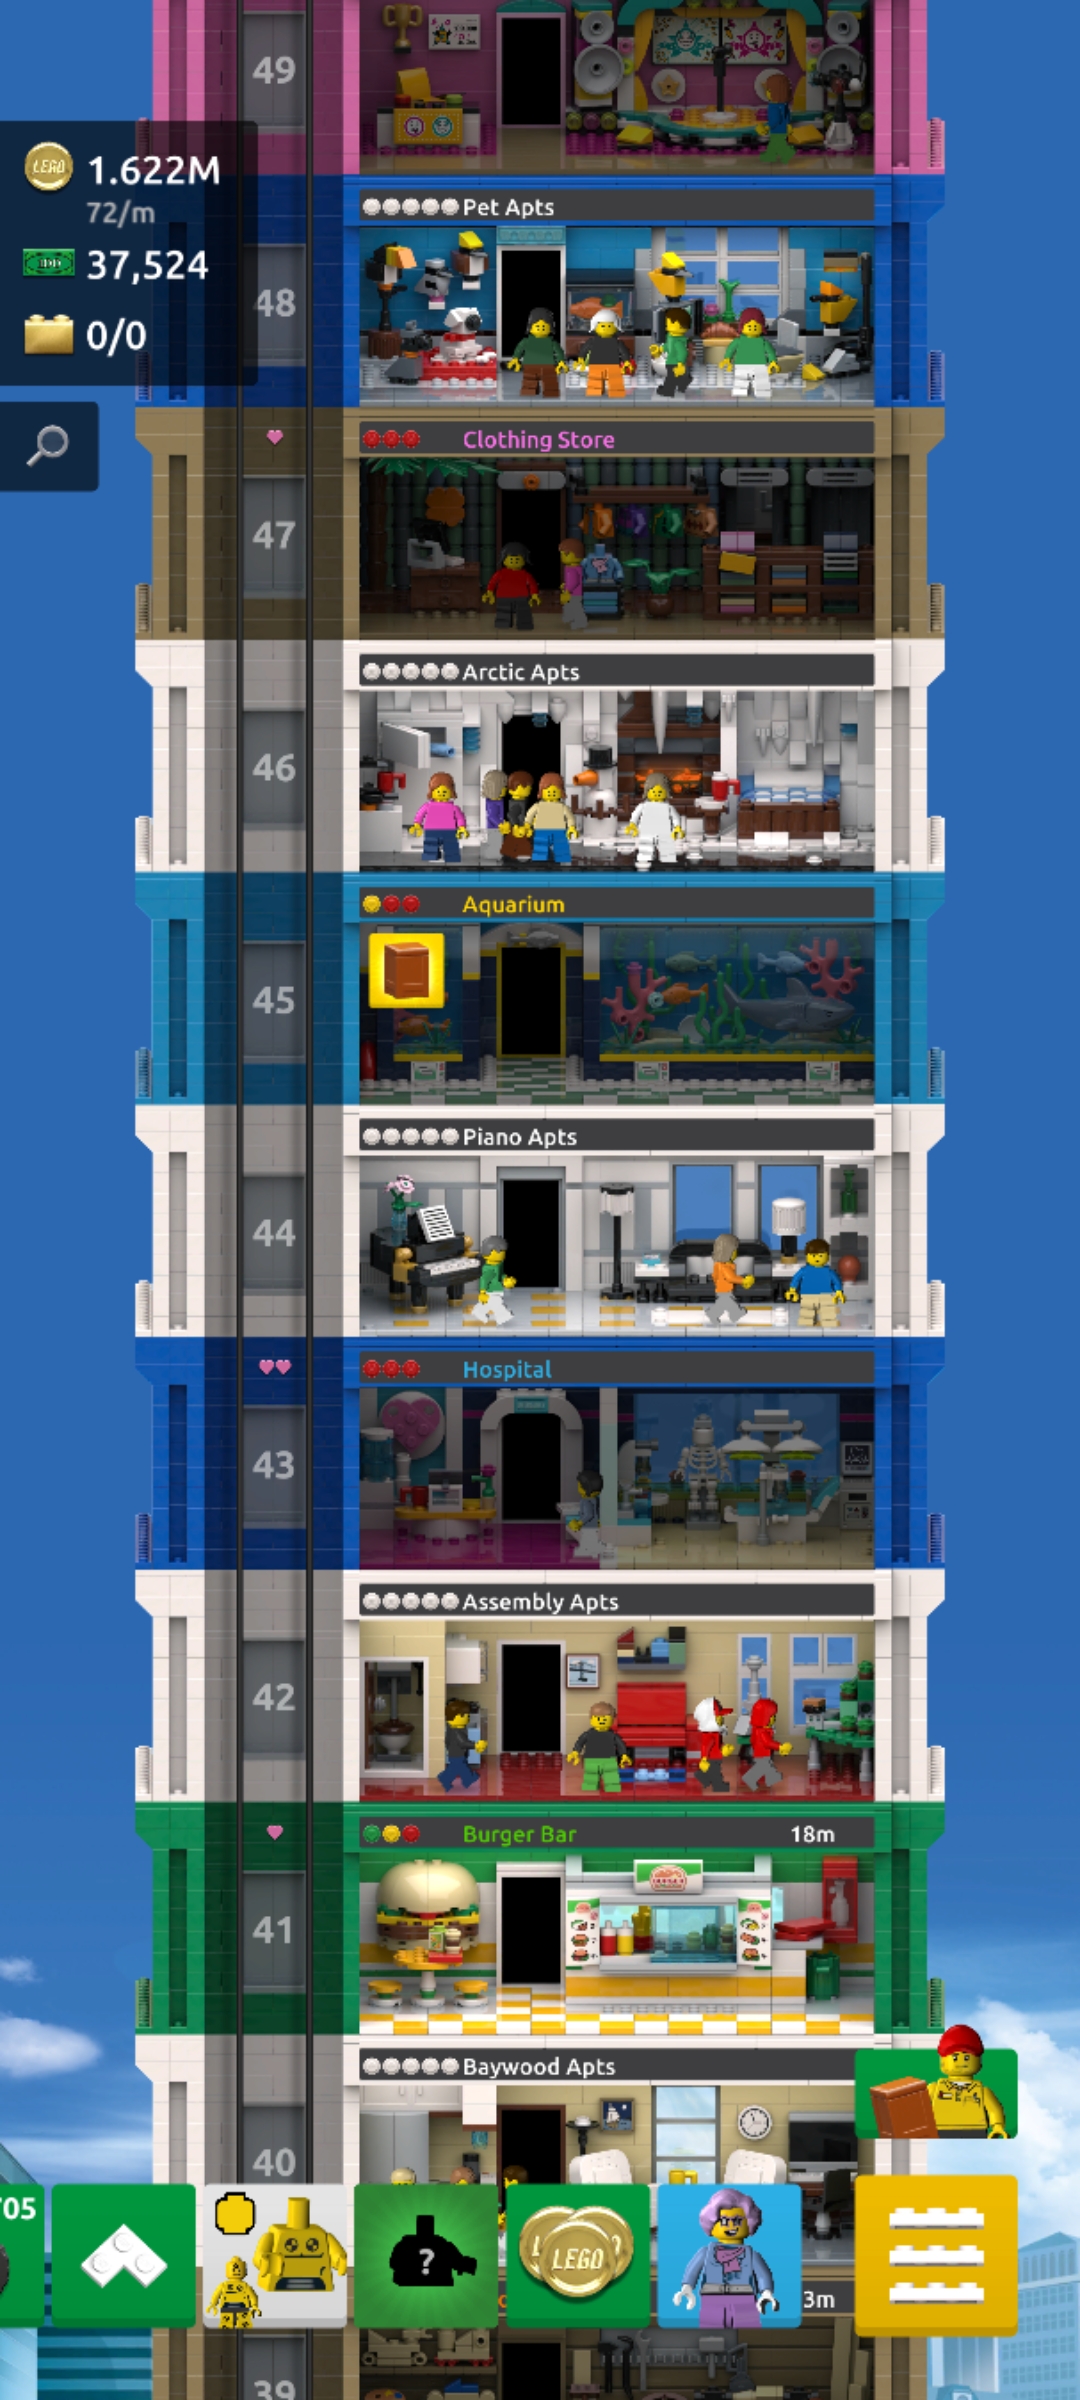 49
LEGO 1.622M
72/m
37,524
0/0
Pet Apts
48
Clothing Store
47
Arctic Apts
46
Aquarium
45
Piano Apts
44
Hospital
43
Assembly Apts
42
Burger Bar 18m
41
Baywood Apts
40
05
?
LEGO
3m
39